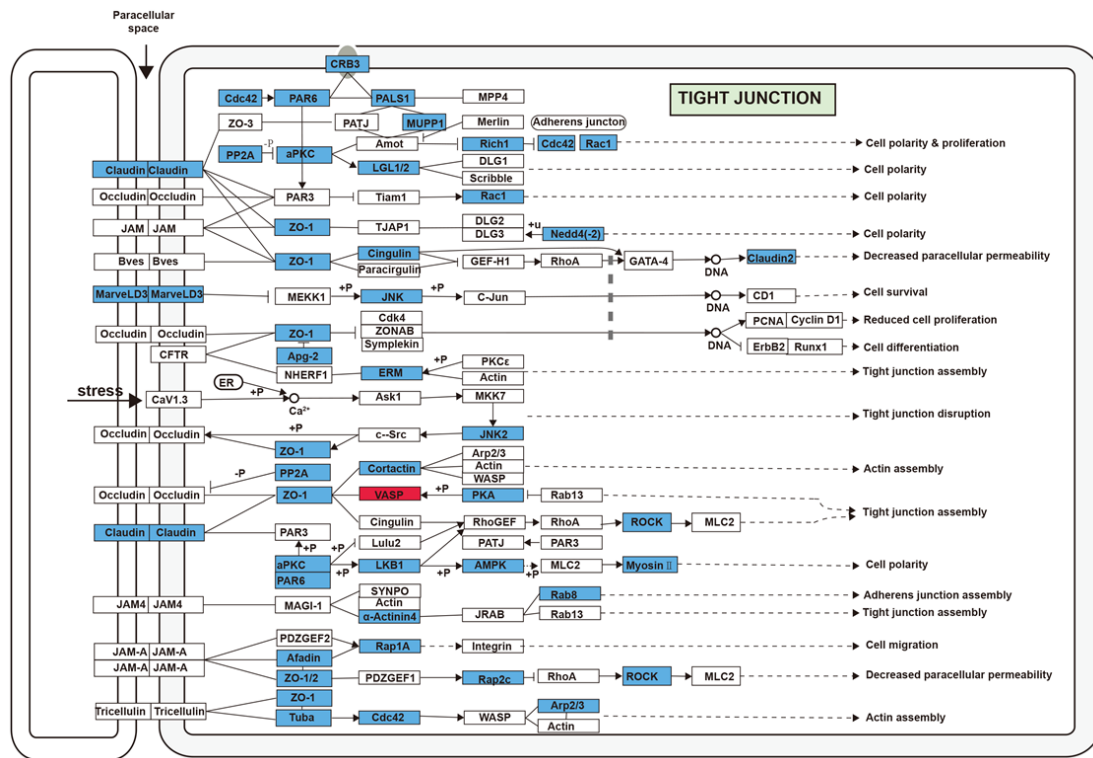 Paracellular
space
CRB3
TIGHT JUNCTION
Cdc42 PAR6 PALS1 MPP4
ZO-3 PATJ MUPP1 Merlin Adherens juncton
-P
PP2A aPKC Amot Rich1 Cdc42 Rac1 Cell polarity & proliferation
Claudin Claudin LGL1/2 DLG1 Cell polarity
Scribble
Occludin Occludin PAR3 Tiam1 Rac1 Cell polarity
JAM JAM ZO-1 TJAP1 DLG2
DLG3 +u Nedd4(-2) Cell polarity
Bves Bves ZO-1 Cingulin GEF-H1 RhoA GATA-4 DNA Claudin2 Decreased paracellular permeability
Paracirgulin
MarveLD3 MarveLD3 MEKK1 +P JNK +P C-Jun DNA CD1 Cell survival
Occludin Occludin ZO-1 Cdk4 PCNA Cyclin D1 Reduced cell proliferation
ZONAB DNA
Symplekin
CFTR Apg-2 ErbB2 Runx1 Cell differentiation
NHERF1 ERM +P PKCε Tight junction assembly
Actin
stress CaV1.3 ER +P Ca²⁺ Ask1 MKK7
Tight junction disruption
Occludin Occludin +P c--Src JNK2
ZO-1
-P PP2A Cortactin Arp2/3
Actin Actin assembly
WASP
Occludin Occludin ZO-1 VASP +P PKA Rab13
Tight junction assembly
Claudin Claudin PAR3 Cingulin RhoGEF RhoA ROCK MLC2
+P +P Lulu2 PATJ PAR3
aPKC +P LKB1 +P AMPK +P MLC2 Myosin II Cell polarity
PAR6
JAM4 JAM4 MAGI-1 SYNPO
Actin
α-Actinin4 JRAB Rab8 Adherens junction assembly
Rab13 Tight junction assembly
PDZGEF2 Rap1A Integrin Cell migration
JAM-A JAM-A Afadin
JAM-A JAM-A ZO-1/2 PDZGEF1 Rap2c RhoA ROCK MLC2 Decreased paracellular permeability
Tricellulin Tricellulin ZO-1
Tuba Cdc42 WASP Arp2/3 Actin assembly
Actin